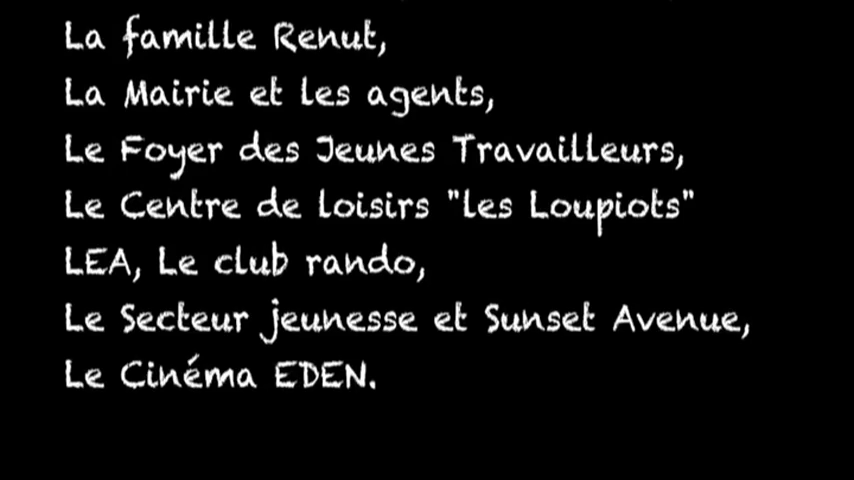 La famille Renut,
La Mairie et les agents,
Le Foyer des Jeunes Travailleurs,
Le Centre de loisirs "les Loupiots"
LEA, Le club rando,
Le Secteur jeunesse et Sunset Avenue,
Le Cinéma EDEN.